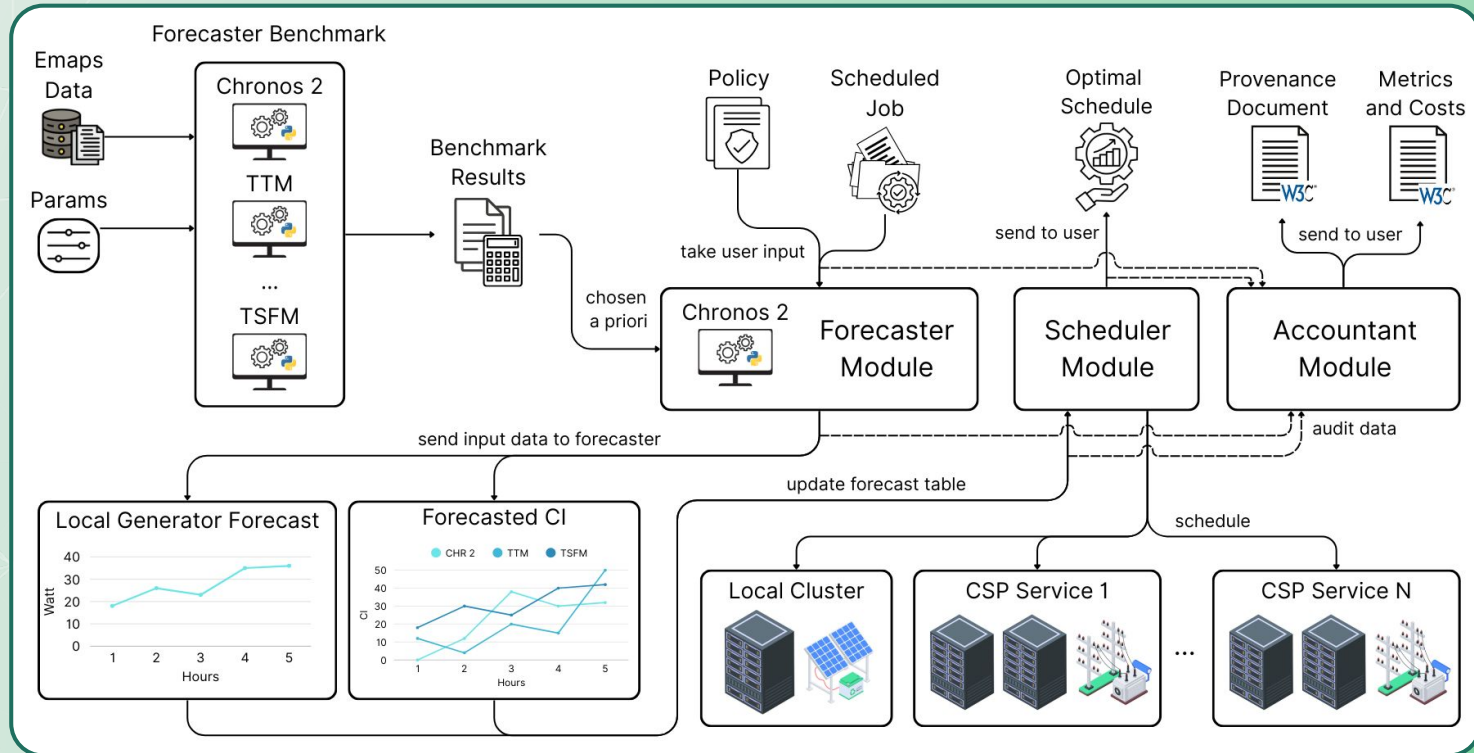 Forecaster Benchmark
Emaps
Data
Params
Chronos 2
TTM
...
TSFM
Benchmark
Results
Policy
Scheduled
Job
Optimal
Schedule
Provenance
Document
W3C
Metrics
and Costs
W3C
take user input
send to user
send to user
chosen
a priori
Chronos 2
Forecaster
Module
Scheduler
Module
Accountant
Module
send input data to forecaster
audit data
update forecast table
schedule
Local Generator Forecast
Watt
40
30
20
10
0
1 2 3 4 5
Hours
Forecasted CI
CHR 2 TTM TSFM
CI
50
40
30
20
10
0
1 2 3 4 5
Hours
Local Cluster
CSP Service 1
...
CSP Service N